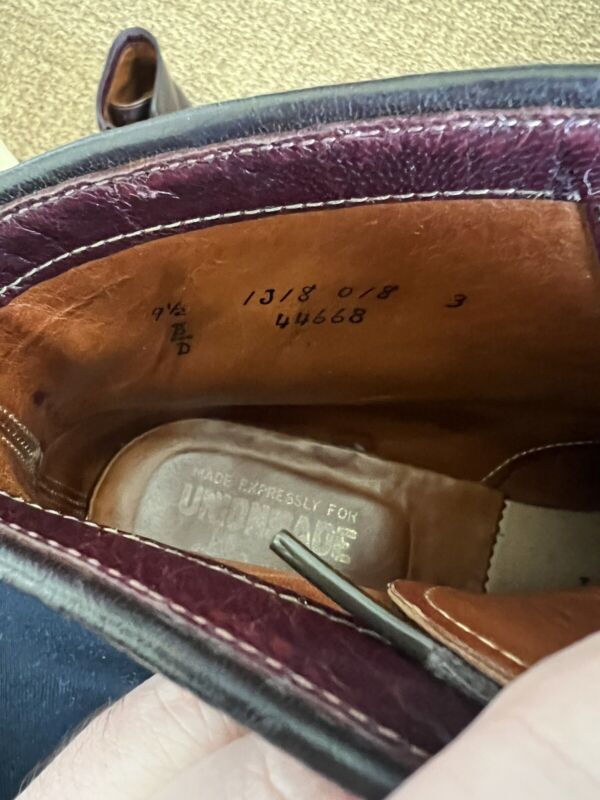 9½ 1318 018 3
B/D 44668
MADE EXPRESSLY FOR
UNIONMADE